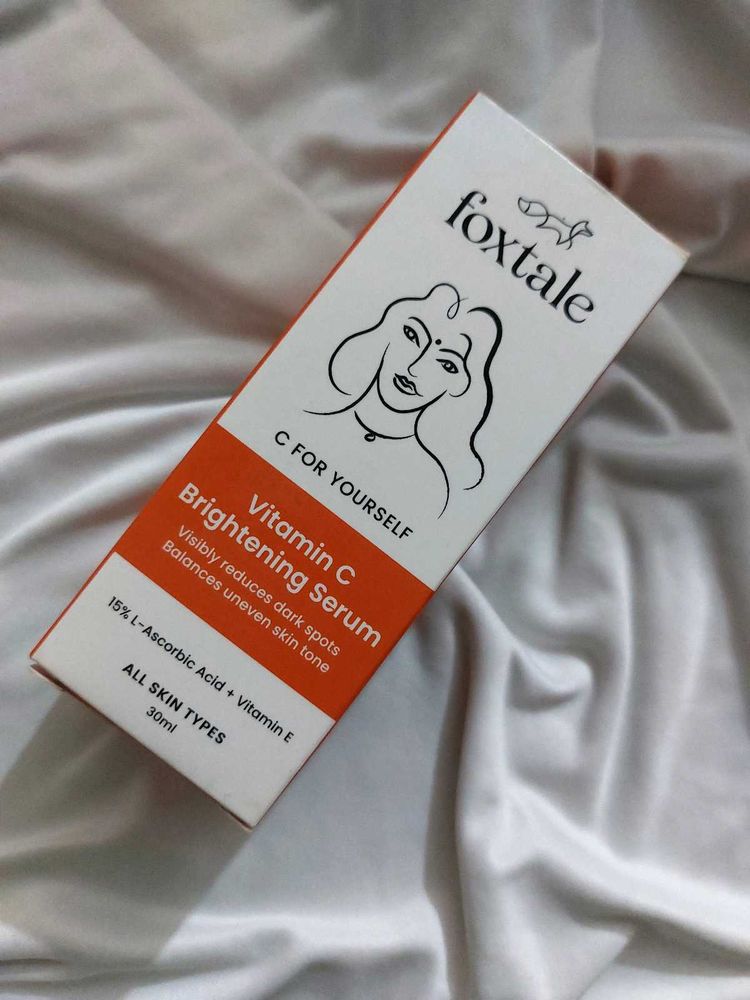 foxtale
C FOR YOURSELF
Vitamin C
Brightening Serum
Visibly reduces dark spots
Balances uneven skin tone
15% L-Ascorbic Acid + Vitamin E
ALL SKIN TYPES
30ml